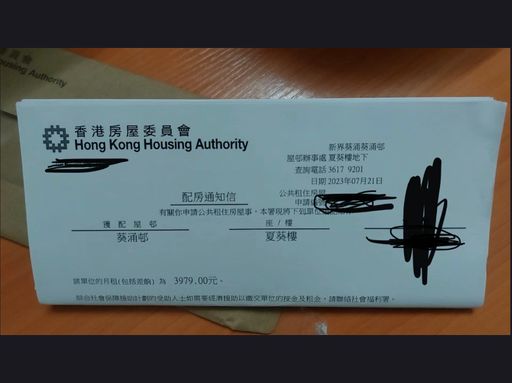 員會
ousing Authority
香港房屋委員會
Hong Kong Housing Authority
新界葵涌葵涌邨
屋邨辦事處 夏葵樓地下
查詢電話 3617 9201
日期 2023年07月21日
配房通知信
公共租住房屋
申請
有關你申請公共租住房屋事，本署現將下列單位
獲配屋邨 座/樓
葵涌邨 夏葵樓
該單位的月租(包括差餉) 為 3979.00元。
綜合社會保障援助計劃的受助人士如需要經濟援助以繳交單位的按金及租金，請聯絡社會福利署。